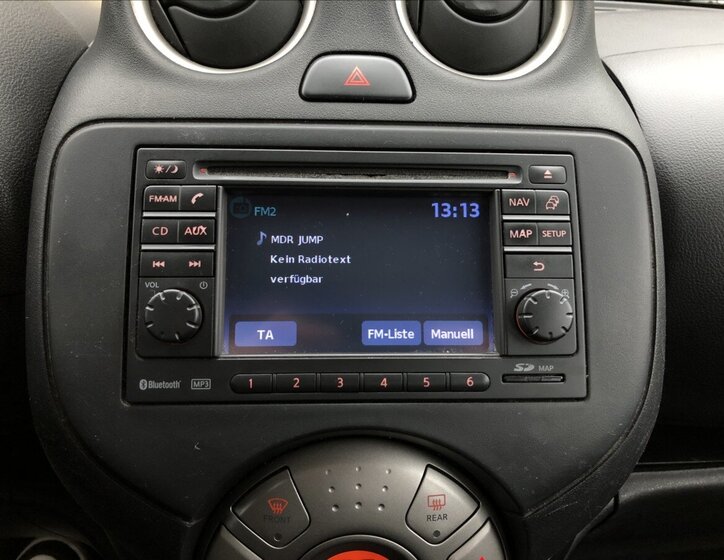 FM2 13:13
MDR JUMP
Kein Radiotext
verfügbar
TA FM-Liste Manuell
FM·AM
CD AUX
VOL
NAV
MAP SETUP
Bluetooth MP3 1 2 3 4 5 6 SD MAP
FRONT REAR